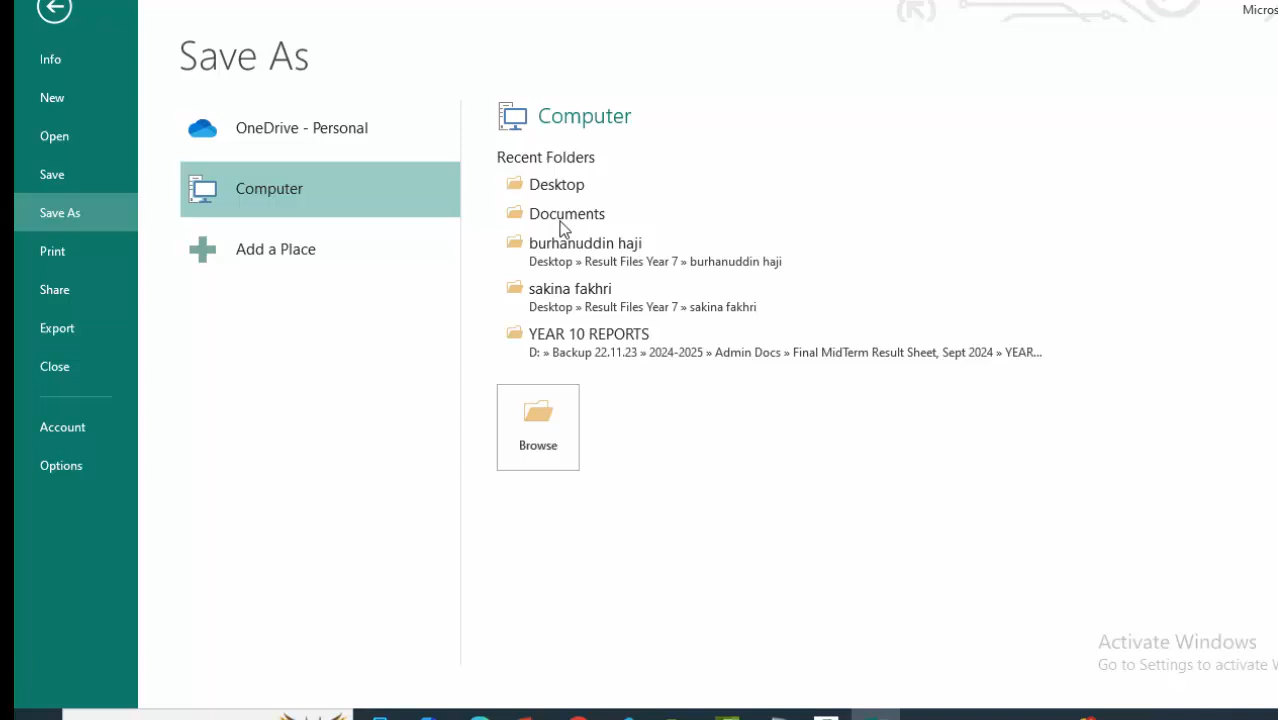 Micros
Save As
Info
New
Open
Save
Save As
Print
Share
Export
Close
Account
Options
OneDrive - Personal
Computer
Add a Place
Computer
Recent Folders
Desktop
Documents
burhanuddin haji
Desktop » Result Files Year 7 » burhanuddin haji
sakina fakhri
Desktop » Result Files Year 7 » sakina fakhri
YEAR 10 REPORTS
D: » Backup 22.11.23 » 2024-2025 » Admin Docs » Final MidTerm Result Sheet, Sept 2024 » YEAR...
Browse
Activate Windows
Go to Settings to activate W